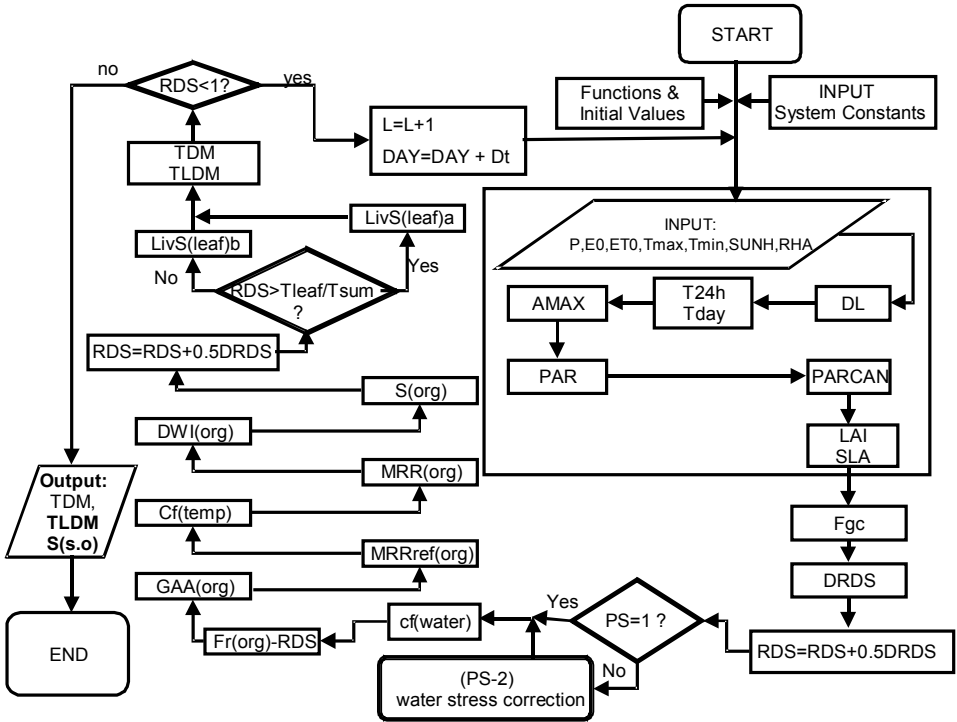 START
Functions &
Initial Values
INPUT
System Constants
INPUT:
P,E0,ET0,Tmax,Tmin,SUNH,RHA
DL
T24h
Tday
AMAX
PAR
PARCAN
LAI
SLA
Fgc
DRDS
RDS=RDS+0.5DRDS
PS=1 ?
Yes
No
(PS-2)
water stress correction
cf(water)
Fr(org)-RDS
GAA(org)
MRRref(org)
Cf(temp)
MRR(org)
DWI(org)
S(org)
RDS=RDS+0.5DRDS
RDS>Tleaf/Tsum
?
No
Yes
LivS(leaf)b
LivS(leaf)a
TDM
TLDM
RDS<1?
no
yes
L=L+1
DAY=DAY + Dt
Output:
TDM,
TLDM
S(s.o)
END